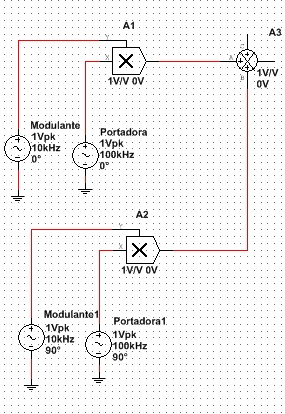 A1
A3
Y
X
1V/V 0V
A
B
1V/V
0V
Modulante
1Vpk
10kHz
0°
Portadora
1Vpk
100kHz
0°
A2
Y
X
1V/V 0V
Modulante1
1Vpk
10kHz
90°
Portadora1
1Vpk
100kHz
90°